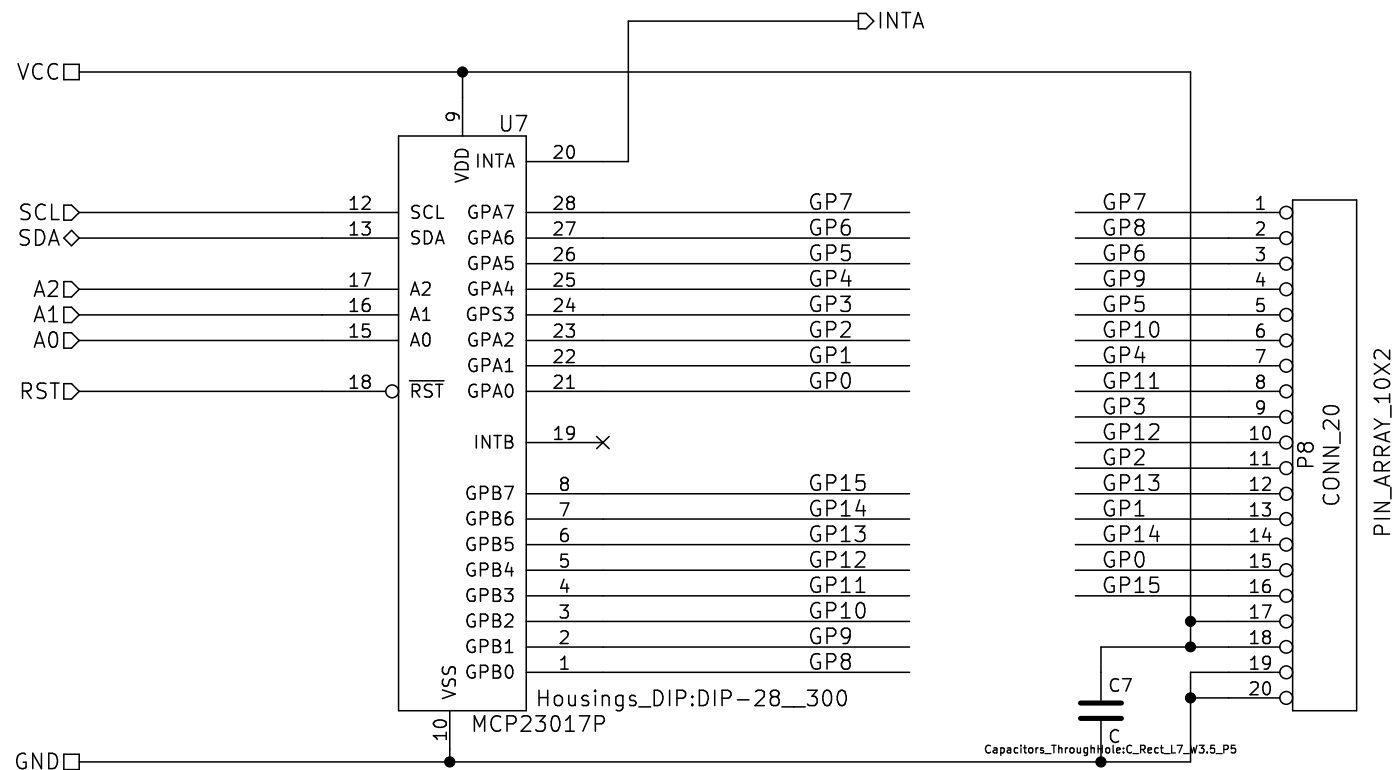 INTA
VCC
9
U7
VDD
INTA 20
SCL 12 SCL GPA7 28 GP7 GP7 1
SDA 13 SDA GPA6 27 GP6 GP8 2
GPA5 26 GP5 GP6 3
A2 17 A2 GPA4 25 GP4 GP9 4
A1 16 A1 GPS3 24 GP3 GP5 5
A0 15 A0 GPA2 23 GP2 GP10 6
GPA1 22 GP1 GP4 7
RST 18 RST GPA0 21 GP0 GP11 8
GP3 9
INTB 19 GP12 10
GP2 11
GPB7 8 GP15 GP13 12
GPB6 7 GP14 GP1 13
GPB5 6 GP13 GP14 14
GPB4 5 GP12 GP0 15
GPB3 4 GP11 GP15 16
GPB2 3 GP10 17
GPB1 2 GP9 18
GPB0 1 GP8 19
20
P8
CONN_20
PIN_ARRAY_10X2
VSS
C7
Housings_DIP:DIP-28__300
MCP23017P
10
C
Capacitors_ThroughHole:C_Rect_L7_W3.5_P5
GND